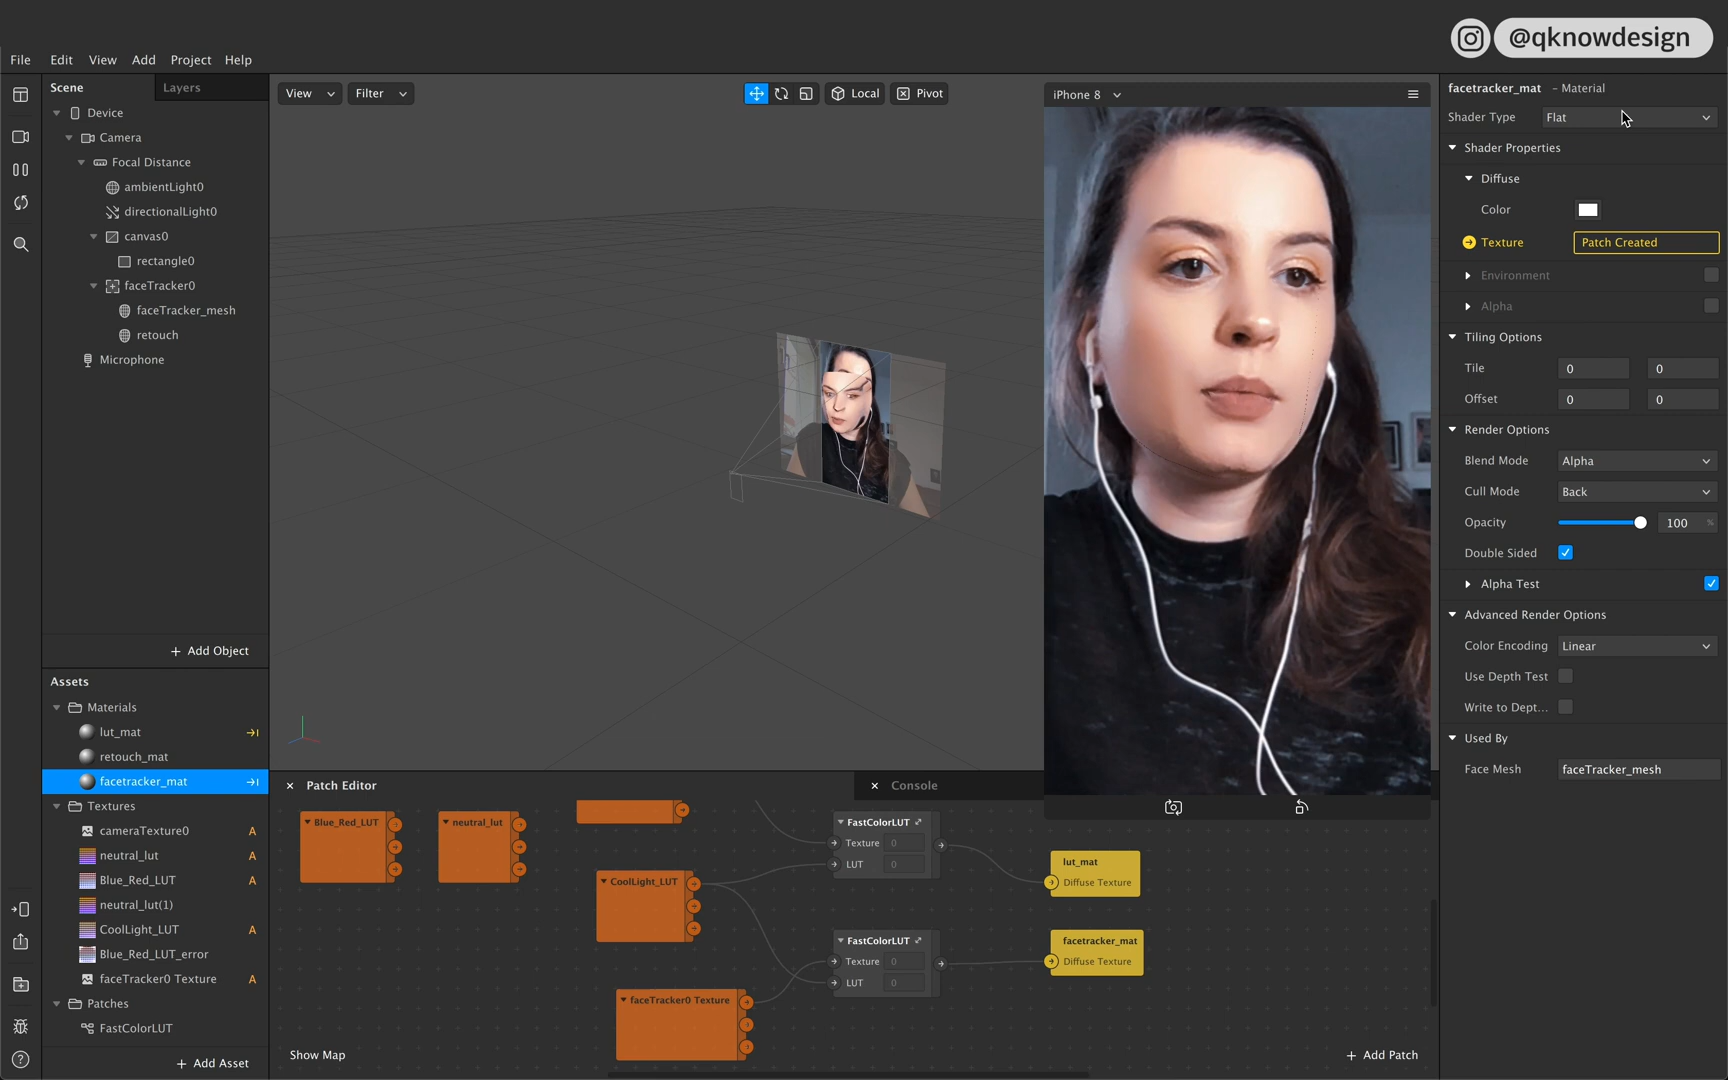 @qknowdesign
File Edit View Add Project Help
Scene Layers
Device
Camera
Focal Distance
ambientLight0
directionalLight0
canvas0
rectangle0
faceTracker0
faceTracker_mesh
retouch
Microphone
+ Add Object
Assets
Materials
lut_mat
retouch_mat
facetracker_mat
Textures
cameraTexture0 A
neutral_lut A
Blue_Red_LUT A
neutral_lut(1)
CoolLight_LUT A
Blue_Red_LUT_error
faceTracker0 Texture A
Patches
FastColorLUT
+ Add Asset
View Filter Local Pivot
iPhone 8
Patch Editor Console
Blue_Red_LUT
neutral_lut
CoolLight_LUT
faceTracker0 Texture
FastColorLUT
Texture 0
LUT 0
FastColorLUT
Texture 0
LUT 0
lut_mat
Diffuse Texture
facetracker_mat
Diffuse Texture
Show Map
+ Add Patch
facetracker_mat - Material
Shader Type Flat
Shader Properties
Diffuse
Color
Texture Patch Created
Environment
Alpha
Tiling Options
Tile 0 0
Offset 0 0
Render Options
Blend Mode Alpha
Cull Mode Back
Opacity 100 %
Double Sided
Alpha Test
Advanced Render Options
Color Encoding Linear
Use Depth Test
Write to Dept...
Used By
Face Mesh faceTracker_mesh